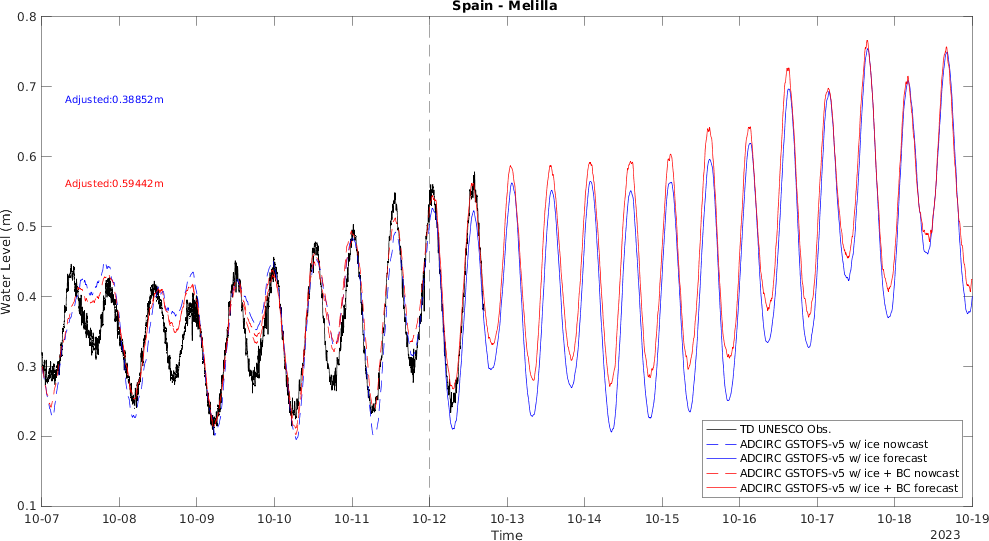 Spain - Melilla
0.8
0.7
0.6
0.5
0.4
0.3
0.2
0.1
Water Level (m)
Adjusted:0.38852m
Adjusted:0.59442m
TD UNESCO Obs.
ADCIRC GSTOFS-v5 w/ ice nowcast
ADCIRC GSTOFS-v5 w/ ice forecast
ADCIRC GSTOFS-v5 w/ ice + BC nowcast
ADCIRC GSTOFS-v5 w/ ice + BC forecast
10-07 10-08 10-09 10-10 10-11 10-12 10-13 10-14 10-15 10-16 10-17 10-18 10-19
Time
2023